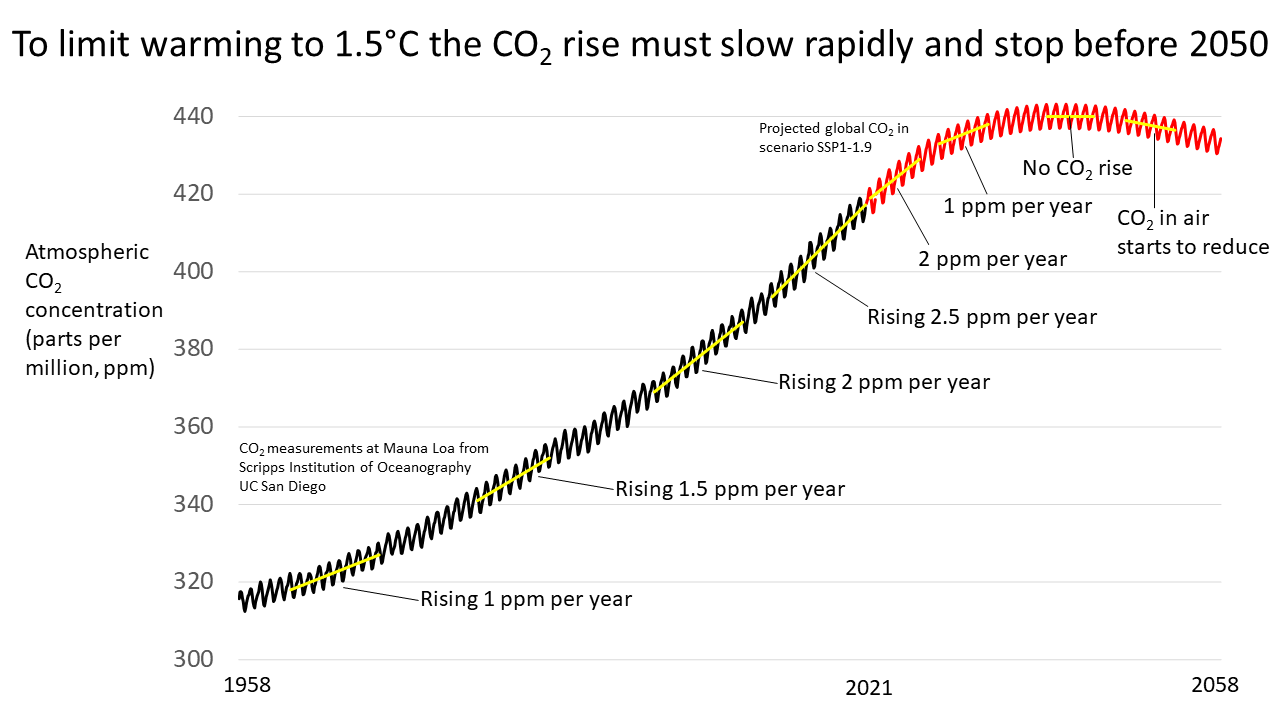 To limit warming to 1.5°C the CO₂ rise must slow rapidly and stop before 2050
440
420
400
380
360
340
320
300
Atmospheric
CO₂
concentration
(parts per
million, ppm)
Projected global CO₂ in
scenario SSP1-1.9
No CO₂ rise
1 ppm per year
CO₂ in air
starts to reduce
2 ppm per year
Rising 2.5 ppm per year
Rising 2 ppm per year
CO₂ measurements at Mauna Loa from
Scripps Institution of Oceanography
UC San Diego
Rising 1.5 ppm per year
Rising 1 ppm per year
1958
2021
2058